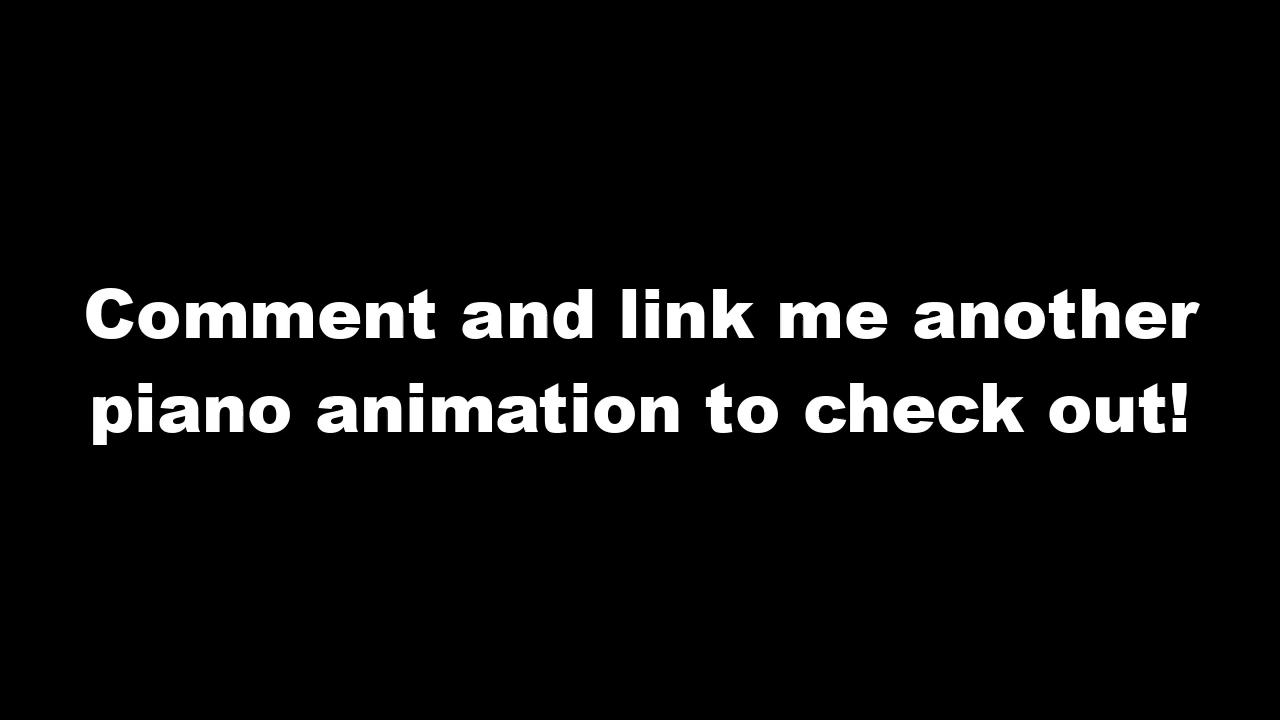 Comment and link me another
piano animation to check out!